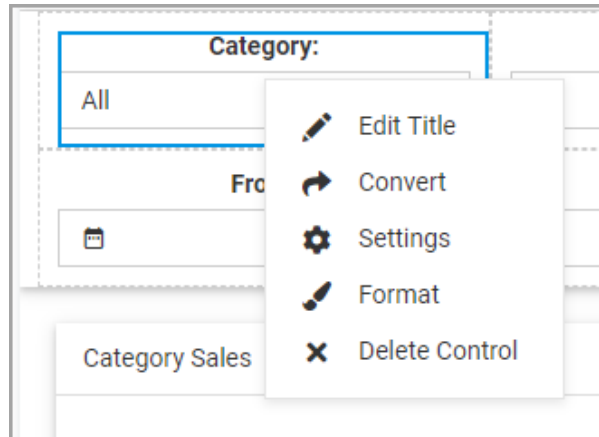 Category:
All
Edit Title
Fro
Convert
Settings
Format
Category Sales
Delete Control